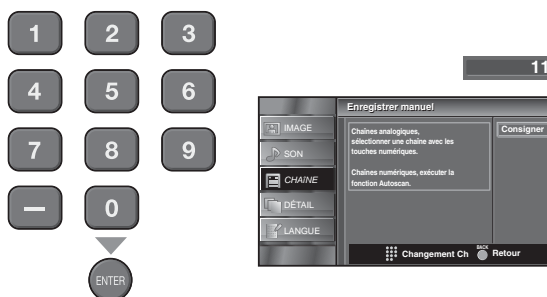 1 2 3
4 5 6
7 8 9
— 0
ENTER
11
Enregistrer manuel
IMAGE
SON
CHAÎNE
DÉTAIL
LANGUE
Chaînes analogiques,
sélectionner une chaîne avec les
touches numériques.
Chaînes numériques, exécuter la
fonction Autoscan.
Consigner
Changement Ch BACK Retour